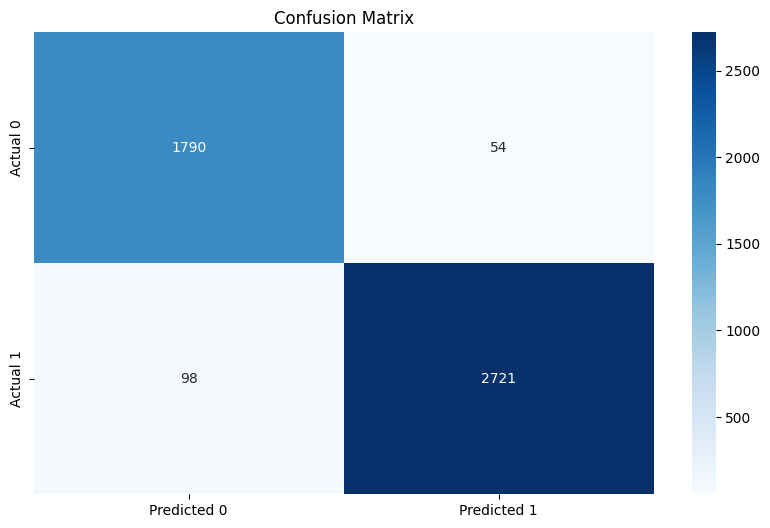 Confusion Matrix
Actual 0
1790
54
Actual 1
98
2721
Predicted 0
Predicted 1
2500
2000
1500
1000
500